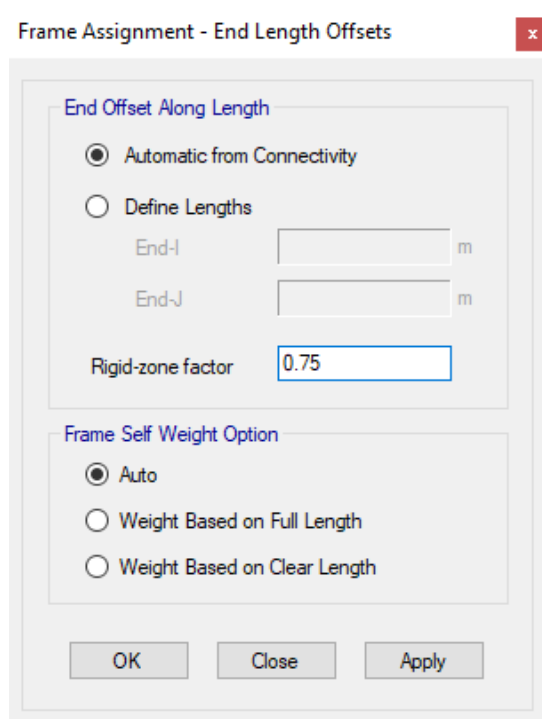 Frame Assignment - End Length Offsets
x
End Offset Along Length
Automatic from Connectivity
Define Lengths
End-I m
End-J m
Rigid-zone factor 0.75
Frame Self Weight Option
Auto
Weight Based on Full Length
Weight Based on Clear Length
OK Close Apply